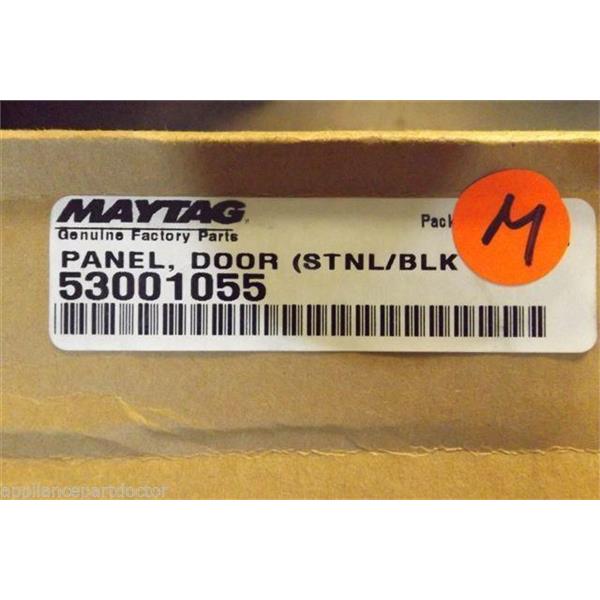 MAYTAG
Genuine Factory Parts
Pack
M
PANEL, DOOR (STNL/BLK
53001055
appliancepartdoctor